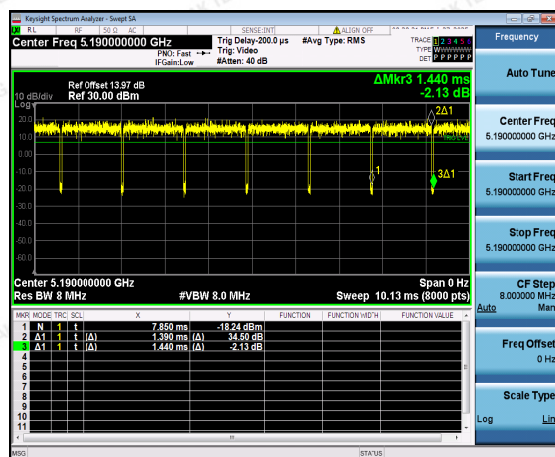 Keysight Spectrum Analyzer - Swept SA
RL RF 50 Ω AC SENSE:INT ALIGN OFF
Center Freq 5.190000000 GHz
PNO: Fast
IFGain:Low
Trig Delay-200.0 µs
Trig: Video
#Atten: 40 dB
#Avg Type: RMS
TRACE 1 2 3 4 5 6
TYPE W
DET P P P P P P
Frequency
Auto Tune
Center Freq
5.190000000 GHz
Start Freq
5.190000000 GHz
Stop Freq
5.190000000 GHz
CF Step
8.000000 MHz
Auto Man
Freq Offset
0 Hz
Scale Type
Log Lin
ΔMkr3 1.440 ms
-2.13 dB
Ref Offset 13.97 dB
10 dB/div Ref 30.00 dBm
Log
20.0
10.0
0.00
-10.0
-20.0
-30.0
-40.0
-50.0
-60.0
2Δ1
1
3Δ1
Center 5.190000000 GHz Span 0 Hz
Res BW 8 MHz #VBW 8.0 MHz Sweep 10.13 ms (8000 pts)
MKR MODE TRC SCL X Y FUNCTION FUNCTION WIDTH FUNCTION VALUE
1 N 1 t 7.850 ms -18.24 dBm
2 Δ1 1 t (Δ) 1.390 ms (Δ) 34.50 dB
3 Δ1 1 t (Δ) 1.440 ms (Δ) -2.13 dB
4
5
6
7
8
9
10
11
MSG STATUS